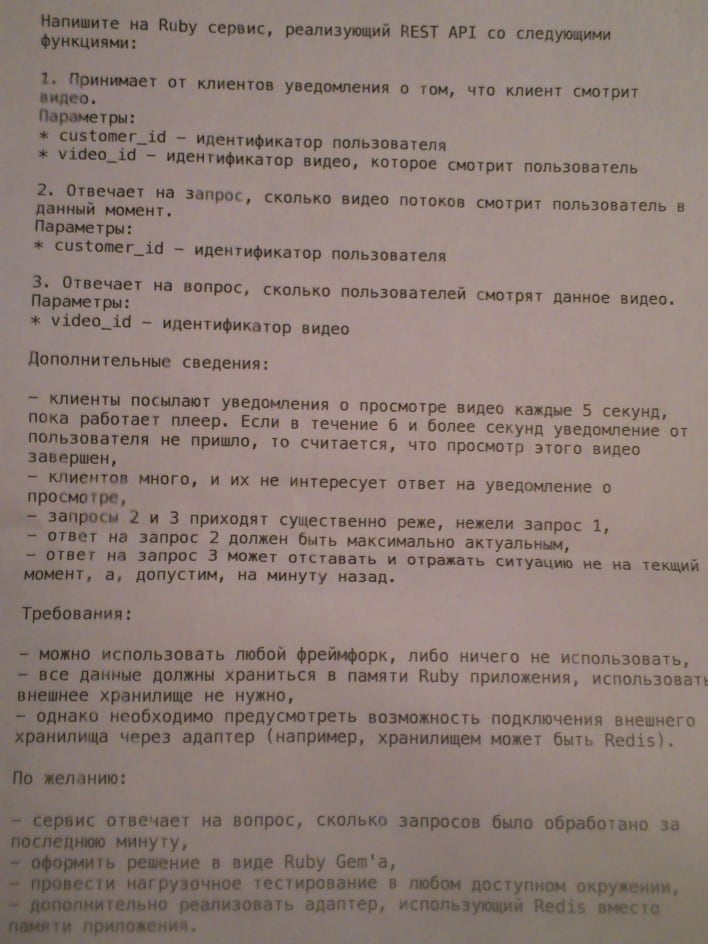 Напишите на Ruby сервис, реализующий REST API со следующими
функциями:
1. Принимает от клиентов уведомления о том, что клиент смотрит
видео.
Параметры:
* customer_id – идентификатор пользователя
* video_id – идентификатор видео, которое смотрит пользователь
2. Отвечает на запрос, сколько видео потоков смотрит пользователь в
данный момент.
Параметры:
* customer_id – идентификатор пользователя
3. Отвечает на вопрос, сколько пользователей смотрят данное видео.
Параметры:
* video_id – идентификатор видео
Дополнительные сведения:
– клиенты посылают уведомления о просмотре видео каждые 5 секунд,
пока работает плеер. Если в течение 6 и более секунд уведомление от
пользователя не пришло, то считается, что просмотр этого видео
завершен,
– клиентов много, и их не интересует ответ на уведомление о
просмотре,
– запросы 2 и 3 приходят существенно реже, нежели запрос 1,
– ответ на запрос 2 должен быть максимально актуальным,
– ответ на запрос 3 может отставать и отражать ситуацию не на текщий
момент, а, допустим, на минуту назад.
Требования:
– можно использовать любой фреймфорк, либо ничего не использовать,
– все данные должны храниться в памяти Ruby приложения, использовать
внешнее хранилище не нужно,
– однако необходимо предусмотреть возможность подключения внешнего
хранилища через адаптер (например, хранилищем может быть Redis).
По желанию:
– сервис отвечает на вопрос, сколько запросов было обработано за
последнюю минуту,
– оформить решение в виде Ruby Gem'а,
– провести нагрузочное тестирование в любом доступном окружении,
– дополнительно реализовать адаптер, использующий Redis вместо
памяти приложения.